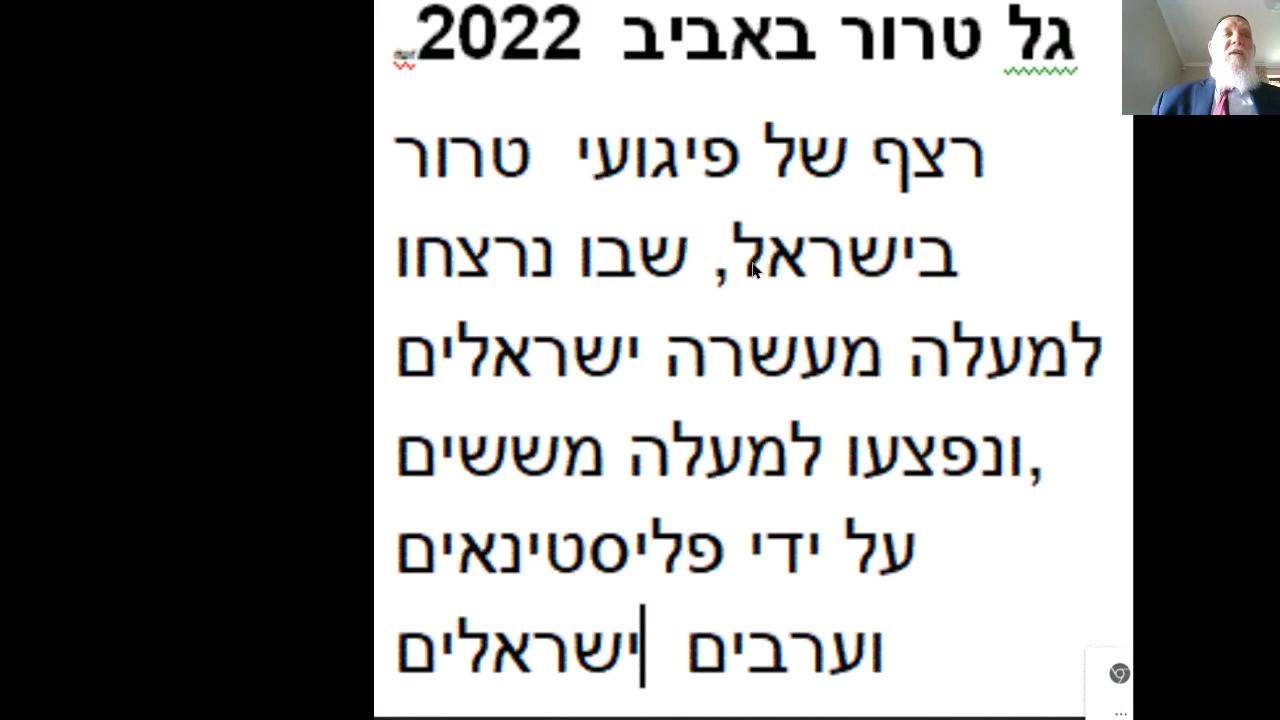 גל טרור באביב 2022
רצף של פיגועי טרור
בישראל, שבו נרצחו
למעלה מעשרה ישראלים
,ונפצעו למעלה מששים
על ידי פליסטינאים
וערבים ישראלים
...